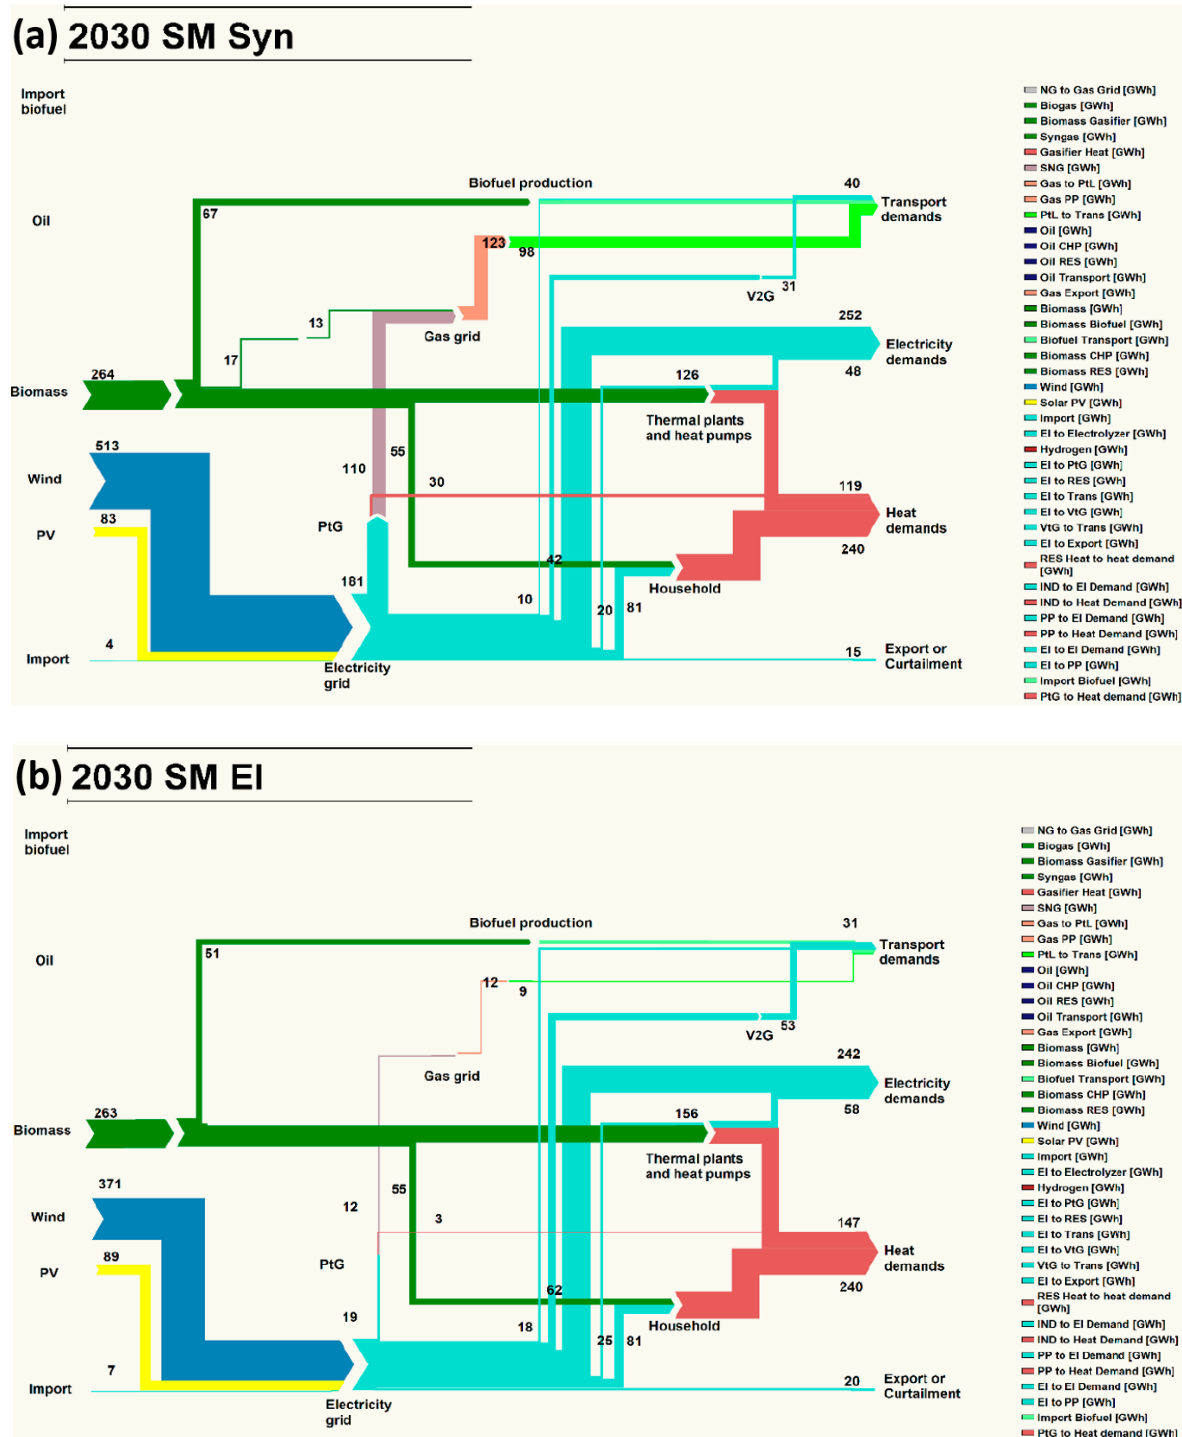 (a) 2030 SM Syn
Import
biofuel
Oil
Biomass
Wind
PV
Import
264
513
83
4
67
17
13
Biofuel production
123
98
Gas grid
110
PtG
181
55
30
Electricity
grid
10
42
20
81
V2G
31
126
Thermal plants
and heat pumps
Household
40
Transport
demands
252
Electricity
demands
48
119
Heat
demands
240
15
Export or
Curtailment
NG to Gas Grid [GWh]
Biogas [GWh]
Biomass Gasifier [GWh]
Syngas [GWh]
Gasifier Heat [GWh]
SNG [GWh]
Gas to PtL [GWh]
Gas PP [GWh]
PtL to Trans [GWh]
Oil [GWh]
Oil CHP [GWh]
Oil RES [GWh]
Oil Transport [GWh]
Gas Export [GWh]
Biomass [GWh]
Biomass Biofuel [GWh]
Biofuel Transport [GWh]
Biomass CHP [GWh]
Biomass RES [GWh]
Wind [GWh]
Solar PV [GWh]
Import [GWh]
El to Electrolyzer [GWh]
Hydrogen [GWh]
El to PtG [GWh]
El to RES [GWh]
El to Trans [GWh]
El to VtG [GWh]
VtG to Trans [GWh]
El to Export [GWh]
RES Heat to heat demand
[GWh]
IND to El Demand [GWh]
IND to Heat Demand [GWh]
PP to El Demand [GWh]
PP to Heat Demand [GWh]
El to El Demand [GWh]
El to PP [GWh]
Import Biofuel [GWh]
PtG to Heat demand [GWh]
(b) 2030 SM El
Import
biofuel
Oil
Biomass
Wind
PV
Import
263
371
89
7
51
Biofuel production
12
9
Gas grid
12
PtG
19
55
3
Electricity
grid
18
62
25
81
V2G
53
156
Thermal plants
and heat pumps
Household
31
Transport
demands
242
Electricity
demands
58
147
Heat
demands
240
20
Export or
Curtailment
NG to Gas Grid [GWh]
Biogas [GWh]
Biomass Gasifier [GWh]
Syngas [GWh]
Gasifier Heat [GWh]
SNG [GWh]
Gas to PtL [GWh]
Gas PP [GWh]
PtL to Trans [GWh]
Oil [GWh]
Oil CHP [GWh]
Oil RES [GWh]
Oil Transport [GWh]
Gas Export [GWh]
Biomass [GWh]
Biomass Biofuel [GWh]
Biofuel Transport [GWh]
Biomass CHP [GWh]
Biomass RES [GWh]
Wind [GWh]
Solar PV [GWh]
Import [GWh]
El to Electrolyzer [GWh]
Hydrogen [GWh]
El to PtG [GWh]
El to RES [GWh]
El to Trans [GWh]
El to VtG [GWh]
VtG to Trans [GWh]
El to Export [GWh]
RES Heat to heat demand
[GWh]
IND to El Demand [GWh]
IND to Heat Demand [GWh]
PP to El Demand [GWh]
PP to Heat Demand [GWh]
El to El Demand [GWh]
El to PP [GWh]
Import Biofuel [GWh]
PtG to Heat demand [GWh]